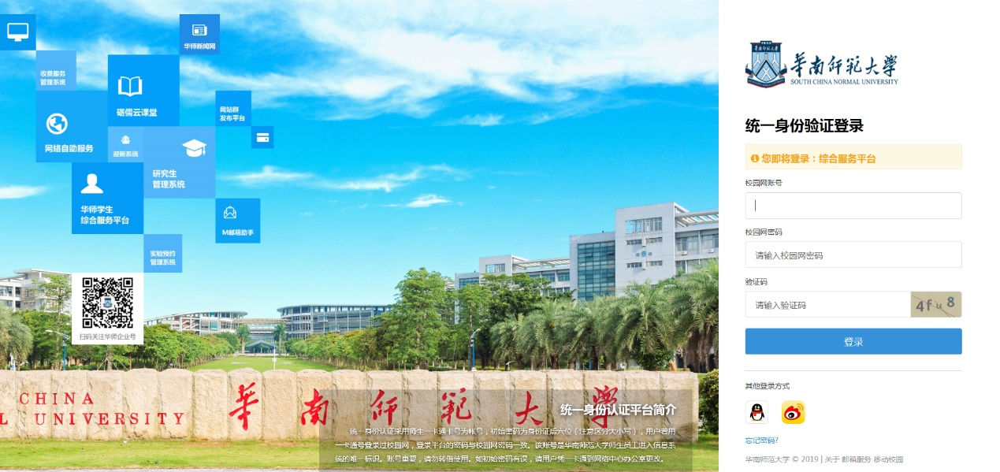 华师新闻网
收费服务
管理系统
砺儒云课堂
网站群
发布平台
网络自助服务
迎新系统
研究生
管理系统
华师学生
综合服务平台
M邮箱助手
实验预约
管理系统
扫码关注华师企业号
CHINA
L UNIVERSITY
華南师范大学
统一身份认证平台简介
统一身份认证采用师生一卡通卡号为帐号，初始密码为身份证后六位（注意区分大小写），用户若用
一卡通号登录过校园网，登录平台的密码与校园网密码一致。该账号是华南师范大学师生员工进入信息系
统的唯一标识。账号重要，请勿转借使用。如初始密码有误，请用户凭一卡通到网络中心办公室更改。
華南师範大学
SOUTH CHINA NORMAL UNIVERSITY
统一身份验证登录
您即将登录：综合服务平台
校园网账号
校园网密码
请输入校园网密码
验证码
请输入验证码
4fu8
登录
其他登录方式
忘记密码?
华南师范大学 © 2019 | 关于 邮箱服务 移动校园